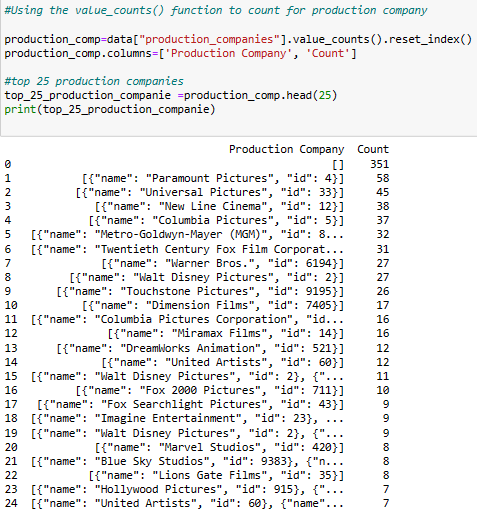 #Using the value_counts() function to count for production company
production_comp=data["production_companies"].value_counts().reset_index()
production_comp.columns=['Production Company', 'Count']
#top 25 production companies
top_25_production_companie =production_comp.head(25)
print(top_25_production_companie)
Production Company Count
0 [] 351
1 [{"name": "Paramount Pictures", "id": 4}] 58
2 [{"name": "Universal Pictures", "id": 33}] 45
3 [{"name": "New Line Cinema", "id": 12}] 38
4 [{"name": "Columbia Pictures", "id": 5}] 37
5 [{"name": "Metro-Goldwyn-Mayer (MGM)", "id": 8... 32
6 [{"name": "Twentieth Century Fox Film Corporat... 31
7 [{"name": "Warner Bros.", "id": 6194}] 27
8 [{"name": "Walt Disney Pictures", "id": 2}] 27
9 [{"name": "Touchstone Pictures", "id": 9195}] 26
10 [{"name": "Dimension Films", "id": 7405}] 17
11 [{"name": "Columbia Pictures Corporation", "id... 16
12 [{"name": "Miramax Films", "id": 14}] 16
13 [{"name": "DreamWorks Animation", "id": 521}] 12
14 [{"name": "United Artists", "id": 60}] 12
15 [{"name": "Walt Disney Pictures", "id": 2}, {"... 11
16 [{"name": "Fox 2000 Pictures", "id": 711}] 10
17 [{"name": "Fox Searchlight Pictures", "id": 43}] 9
18 [{"name": "Imagine Entertainment", "id": 23}, ... 9
19 [{"name": "Walt Disney Pictures", "id": 2}, {"... 9
20 [{"name": "Marvel Studios", "id": 420}] 8
21 [{"name": "Blue Sky Studios", "id": 9383}, {"n... 8
22 [{"name": "Lions Gate Films", "id": 35}] 8
23 [{"name": "Hollywood Pictures", "id": 915}, {"... 7
24 [{"name": "United Artists", "id": 60}, {"name"... 7